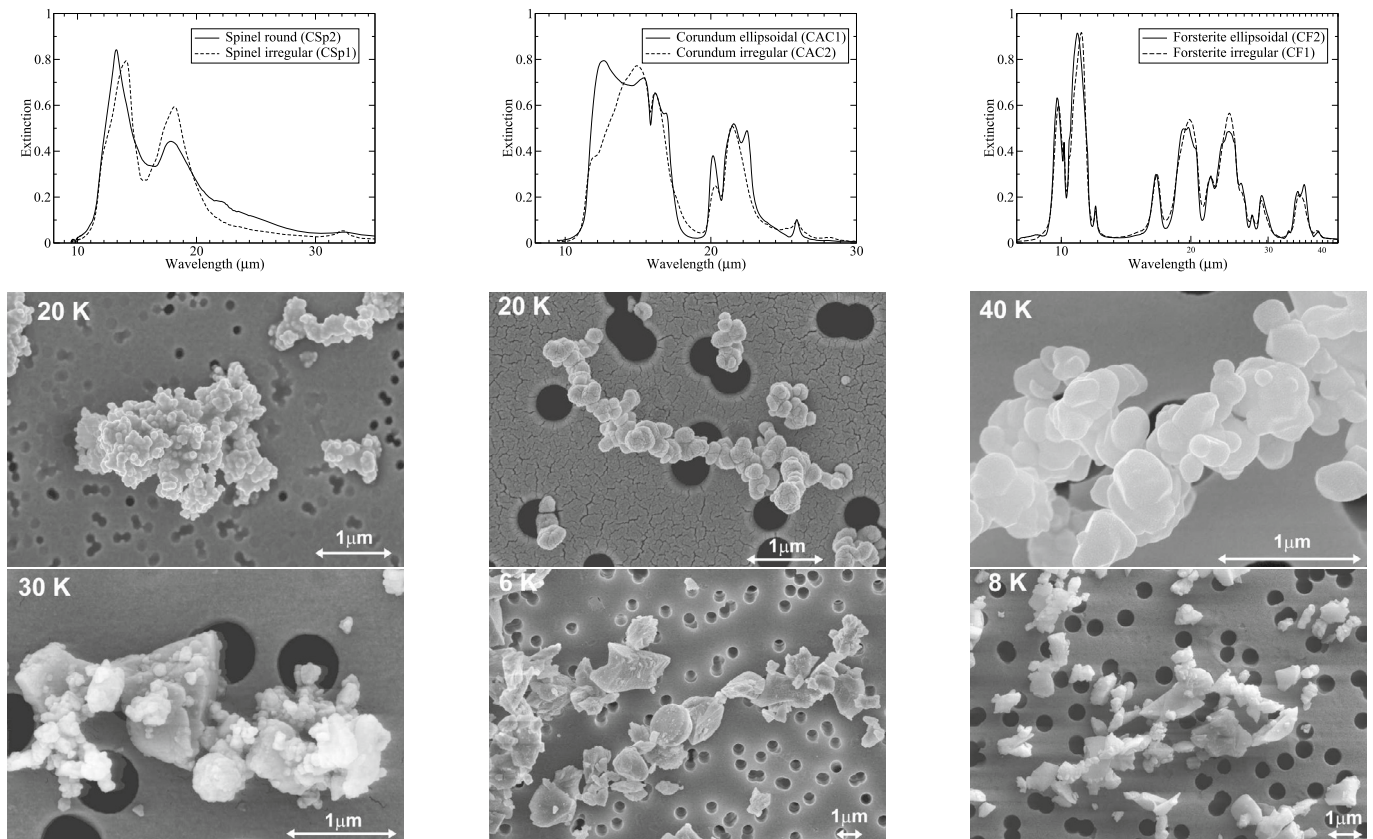 1
0.8
0.6
0.4
0.2
0
Extinction
Spinel round (CSp2)
Spinel irregular (CSp1)
10
20
30
Wavelength (μm)
1
0.8
0.6
0.4
0.2
0
Extinction
Corundum ellipsoidal (CAC1)
Corundum irregular (CAC2)
10
20
30
Wavelength (μm)
1
0.8
0.6
0.4
0.2
0
Extinction
Forsterite ellipsoidal (CF2)
Forsterite irregular (CF1)
10
20
30
40
Wavelength (μm)
20 K
1μm
20 K
1μm
40 K
1μm
30 K
1μm
6 K
1μm
8 K
1μm